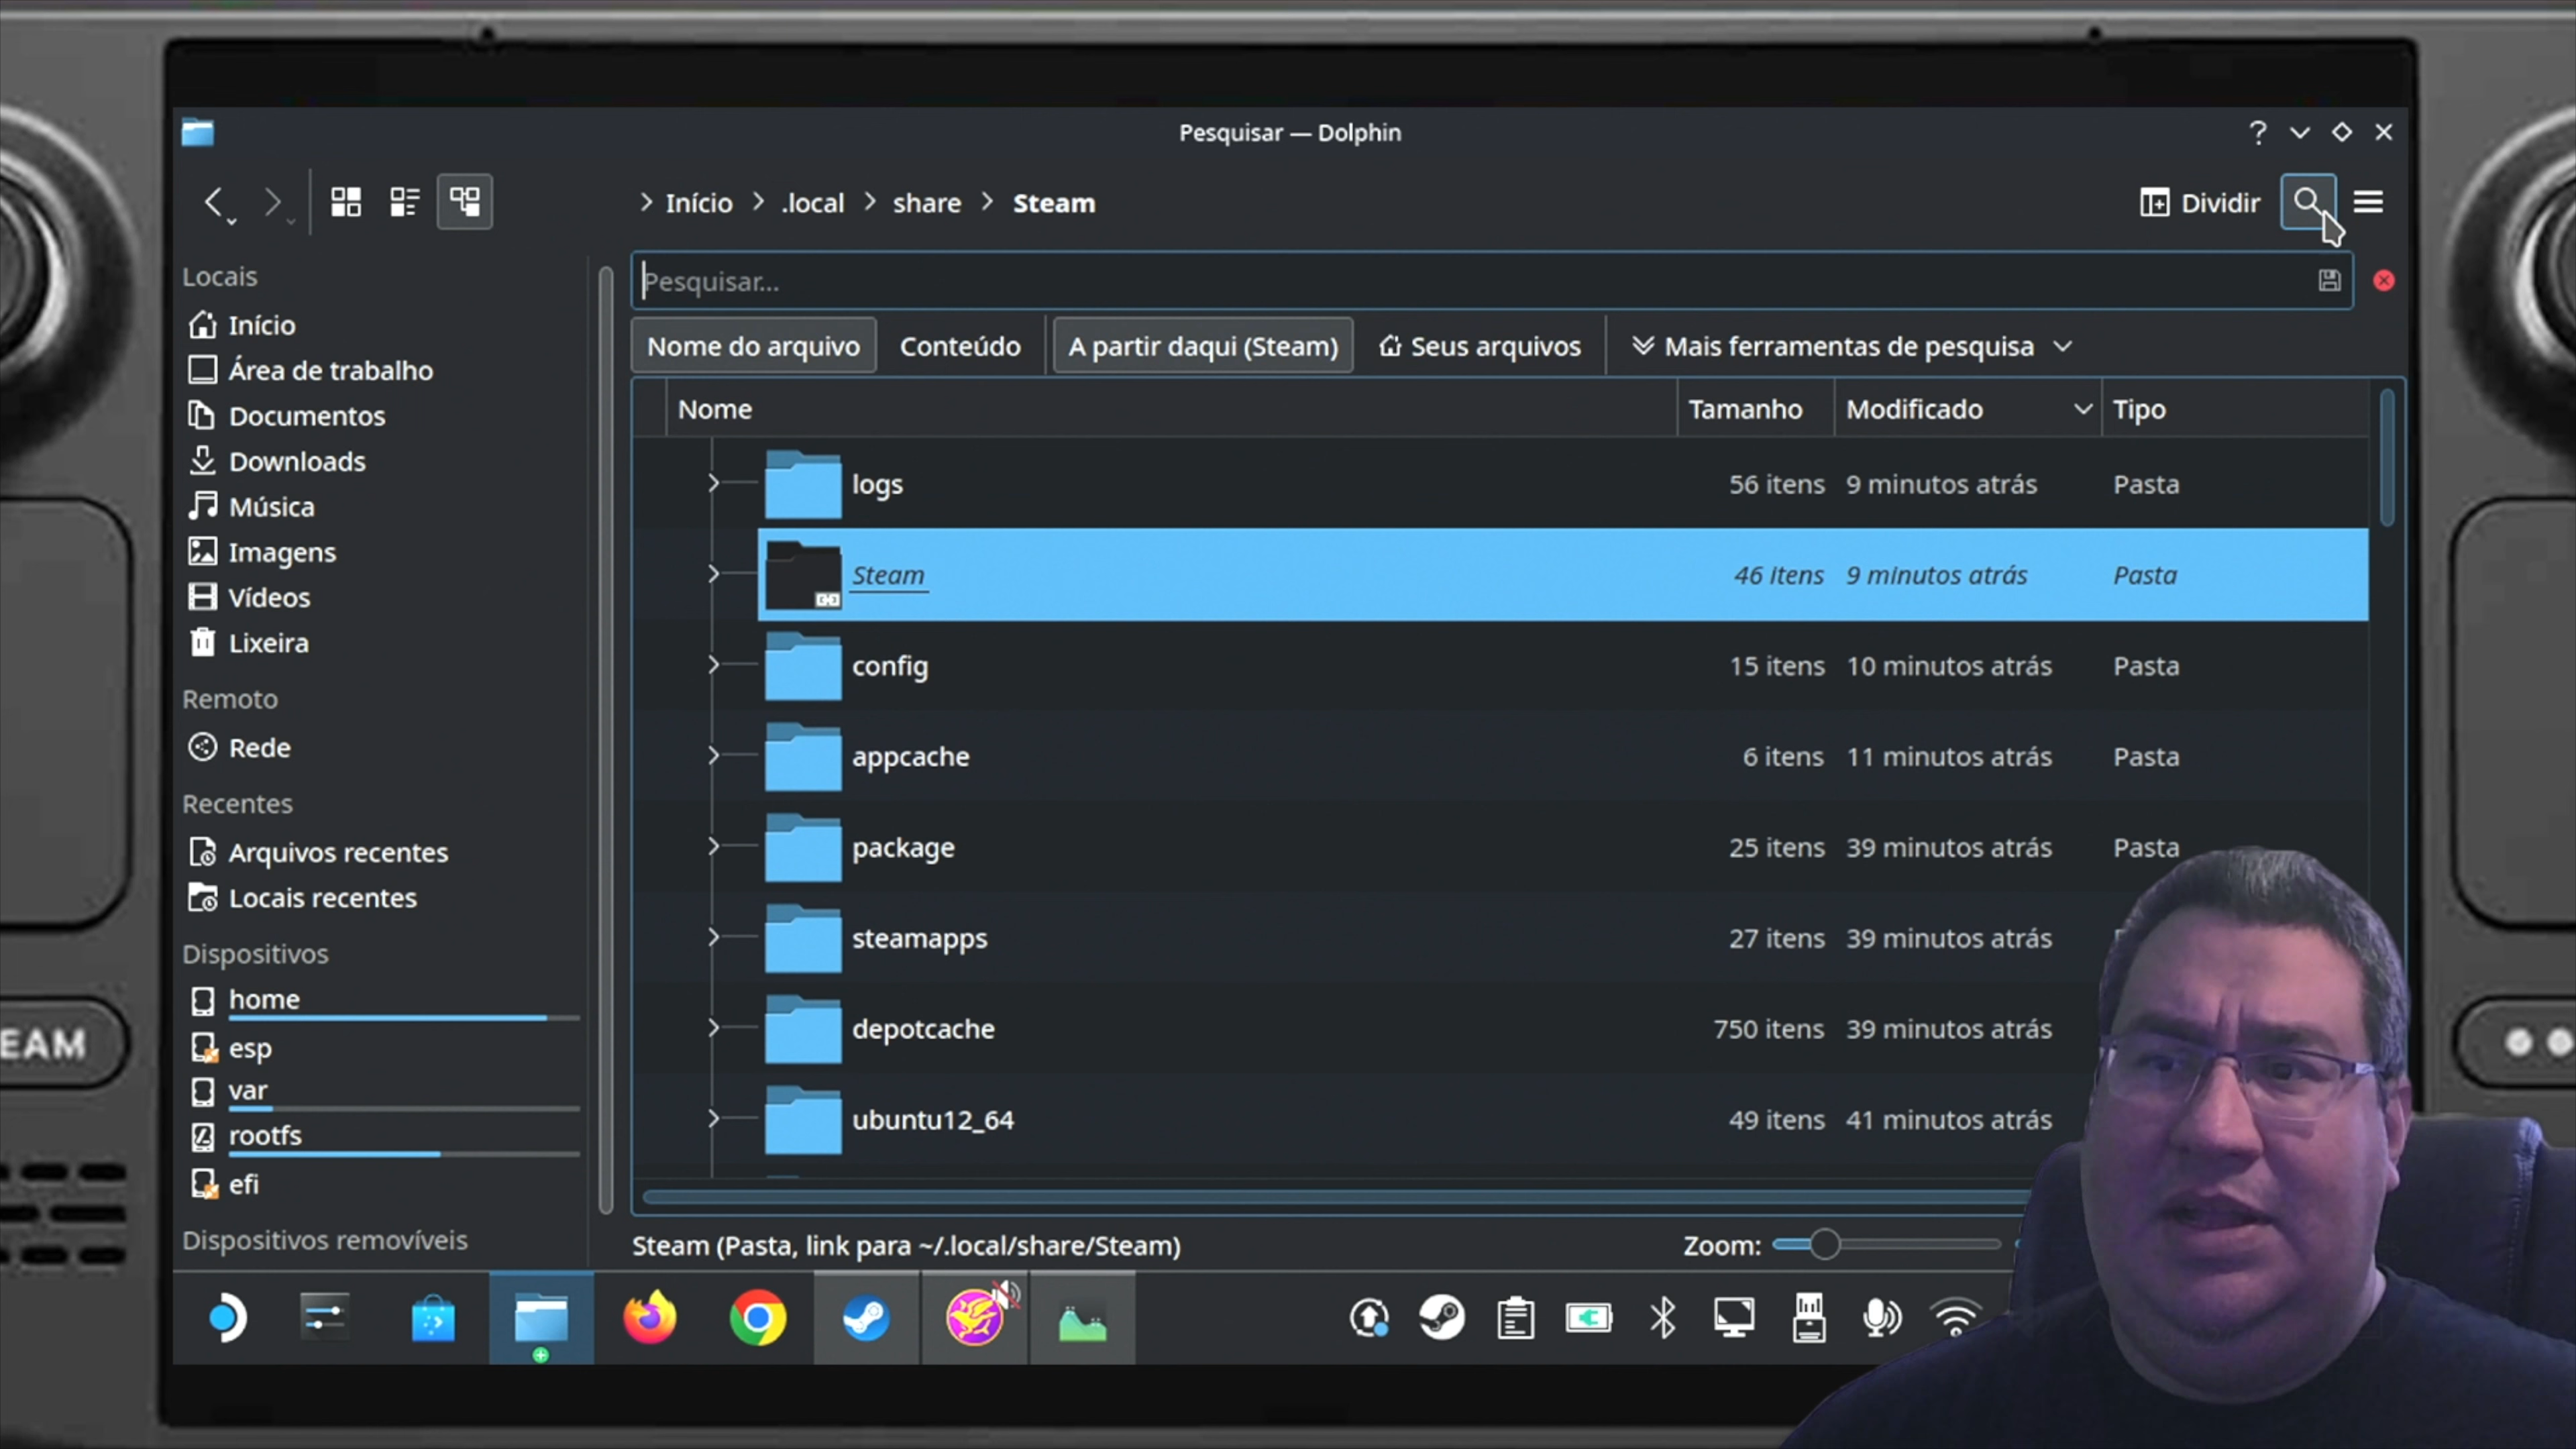 Pesquisar — Dolphin
Início .local share Steam
Dividir
Pesquisar...
Nome do arquivo Conteúdo A partir daqui (Steam) Seus arquivos Mais ferramentas de pesquisa
Locais
Início
Área de trabalho
Documentos
Downloads
Música
Imagens
Vídeos
Lixeira
Remoto
Rede
Recentes
Arquivos recentes
Locais recentes
Dispositivos
home
esp
var
rootfs
efi
Dispositivos removíveis
Nome Tamanho Modificado Tipo
logs 56 itens 9 minutos atrás Pasta
Steam 46 itens 9 minutos atrás Pasta
config 15 itens 10 minutos atrás Pasta
appcache 6 itens 11 minutos atrás Pasta
package 25 itens 39 minutos atrás Pasta
steamapps 27 itens 39 minutos atrás
depotcache 750 itens 39 minutos atrás
ubuntu12_64 49 itens 41 minutos atrás
Steam (Pasta, link para ~/.local/share/Steam)
Zoom:
EAM